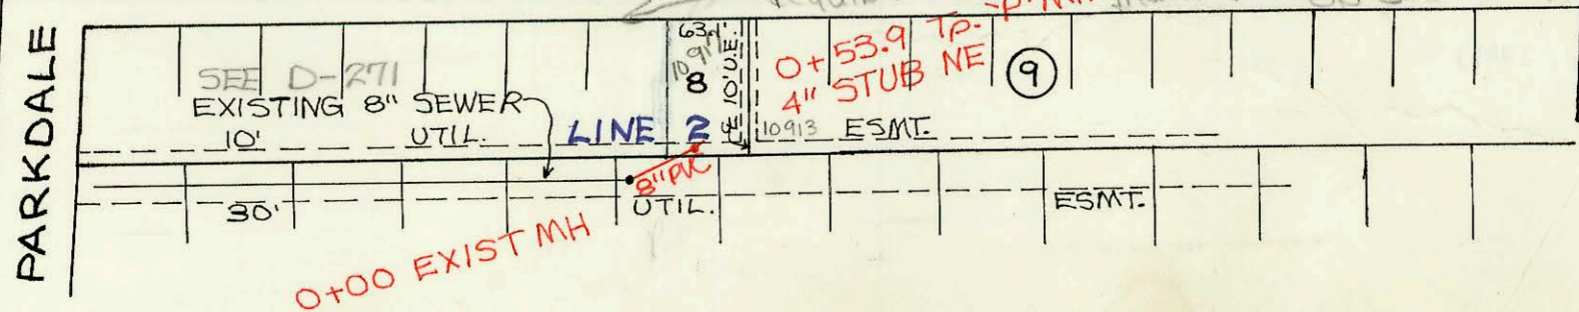 PARKDALE
SEE D-271
EXISTING 8" SEWER
10' UTIL.
LINE 2
8
10' U.E.
0+53.9 Tp.
4" STUB NE
9
10913 ESMT.
8" PVC
30' UTIL. ESMT.
0+00 EXIST MH